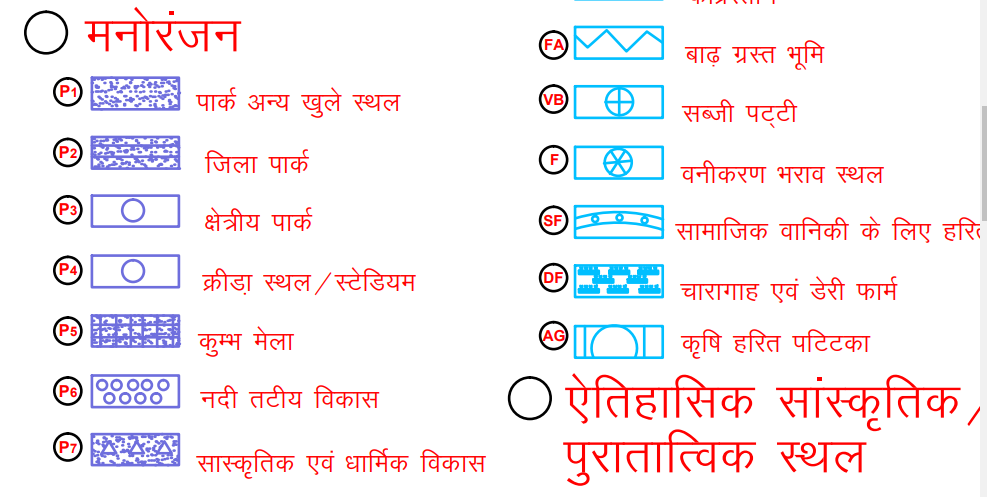 मनोरंजन
P1 पार्क अन्य खुले स्थल
P2 जिला पार्क
P3 क्षेत्रीय पार्क
P4 क्रीडा़ स्थल/स्टेडियम
P5 कुम्भ मेला
P6 नदी तटीय विकास
P7 सास्कृतिक एवं धार्मिक विकास
FA बाढ़ ग्रस्त भूमि
VB सब्जी पट्टी
F वनीकरण भराव स्थल
SF सामाजिक वानिकी के लिए
DF चारागाह एवं डेरी फार्म
AG कृषि हरित पटिटका
ऐतिहासिक सांस्कृतिक/
पुरातात्विक स्थल